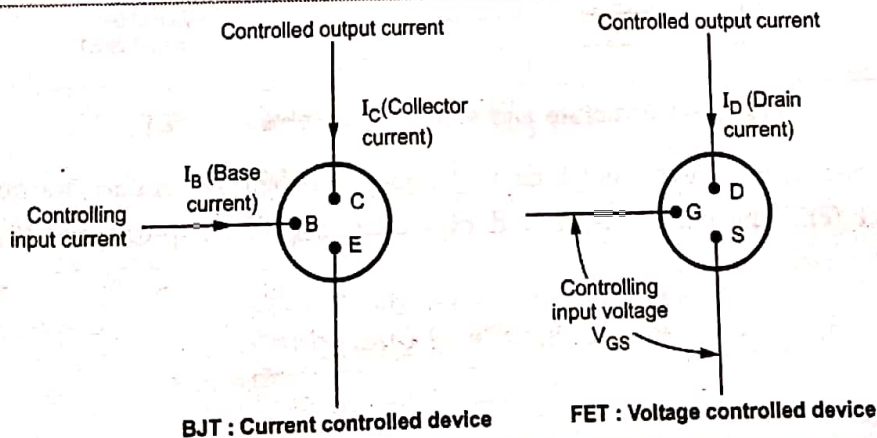 Controlled output current
I_C(Collector
current)
I_B (Base
current)
Controlling
input current
C
B
E
BJT : Current controlled device
Controlled output current
I_D (Drain
current)
D
G
S
Controlling
input voltage
V_GS
FET : Voltage controlled device